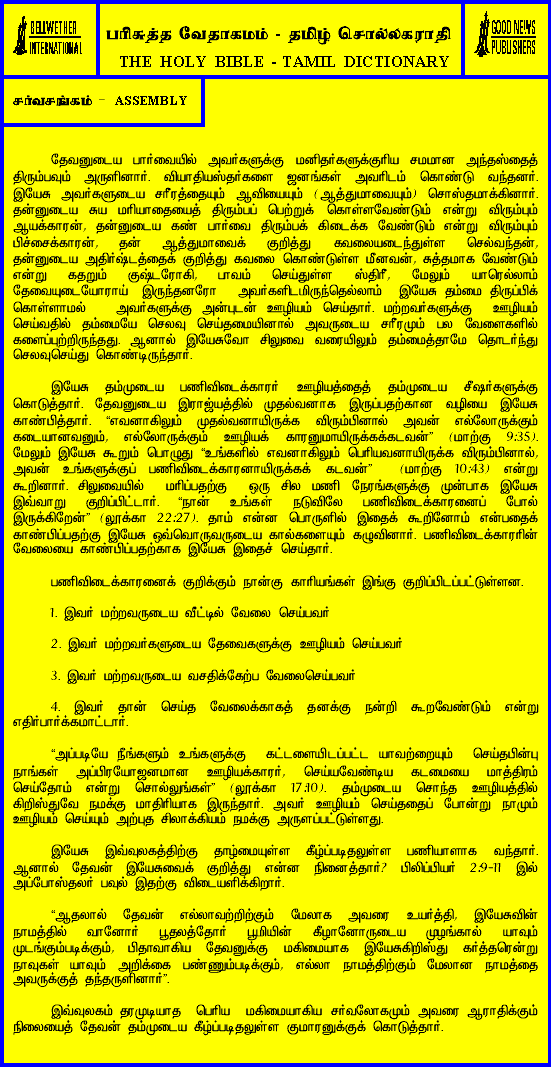 BELLWETHER
INTERNATIONAL
பரிசுத்த வேதாகமம் - தமிழ் சொல்லகராதி
THE HOLY BIBLE - TAMIL DICTIONARY
GOOD NEWS
PUBLISHERS
சர்வசங்கம் - ASSEMBLY
தேவனுடைய பார்வையில் அவர்களுக்கு மனிதர்களுக்குரிய சமமான அந்தஸ்தைத்
திரும்பவும் அருளினார். வியாதியஸ்தர்களை ஜனங்கள் அவரிடம் கொண்டு வந்தனர்.
இயேசு அவர்களுடைய சரீரத்தையும் ஆவியையும் (ஆத்துமாவையும்) சொஸ்தமாக்கினார்.
தன்னுடைய சுய மரியாதையைத் திரும்பப் பெற்றுக் கொள்ளவேண்டும் என்று விரும்பும்
ஆயக்காரன், தன்னுடைய கண் பார்வை திரும்பக் கிடைக்க வேண்டும் என்று விரும்பும்
பிச்சைக்காரன், தன் ஆத்துமாவைக் குறித்து கவலையடைந்துள்ள செல்வந்தன்,
தன்னுடைய அதிர்ஷ்டத்தைக் குறித்து கவலை கொண்டுள்ள மீனவன், சுத்தமாக வேண்டும்
என்று கதறும் குஷ்டரோகி, பாவம் செய்துள்ள ஸ்திரீ, மேலும் யாரெல்லாம்
தேவையுடையோராய் இருந்தனரோ அவர்களிடமிருந்தெல்லாம் இயேசு தம்மை திருப்பிக்
கொள்ளாமல் அவர்களுக்கு அன்புடன் ஊழியம் செய்தார். மற்றவர்களுக்கு ஊழியம்
செய்வதில் தம்மையே செலவு செய்தமையினால் அவருடைய சரீரமும் பல வேளைகளில்
களைப்புற்றிருந்தது. ஆனால் இயேசுவோ சிலுவை வரையிலும் தம்மைத்தாமே தொடர்ந்து
செலவுசெய்து கொண்டிருந்தார்.
இயேசு தம்முடைய பணிவிடைக்காரர் ஊழியத்தைத் தம்முடைய சீஷர்களுக்கு
கொடுத்தார். தேவனுடைய இராஜ்யத்தில் முதல்வனாக இருப்பதற்கான வழியை இயேசு
காண்பித்தார். “எவனாகிலும் முதல்வனாயிருக்க விரும்பினால் அவன் எல்லோருக்கும்
கடையானவனும், எல்லோருக்கும் ஊழியக் காரனுமாயிருக்கக்கடவன்” (மாற்கு 9:35).
மேலும் இயேசு கூறும் பொழுது “உங்களில் எவனாகிலும் பெரியவனாயிருக்க விரும்பினால்,
அவன் உங்களுக்குப் பணிவிடைக்காரனாயிருக்கக் கடவன்” (மாற்கு 10:43) என்று
கூறினார். சிலுவையில் மரிப்பதற்கு ஒரு சில மணி நேரங்களுக்கு முன்பாக இயேசு
இவ்வாறு குறிப்பிட்டார். “நான் உங்கள் நடுவிலே பணிவிடைக்காரனைப் போல்
இருக்கிறேன்” (லூக்கா 22:27). தாம் என்ன பொருளில் இதைக் கூறினோம் என்பதைக்
காண்பிப்பதற்கு இயேசு ஒவ்வொருவருடைய கால்களையும் கழுவினார். பணிவிடைக்காரரின்
வேலையை காண்பிப்பதற்காக இயேசு இதைச் செய்தார்.
பணிவிடைக்காரனைக் குறிக்கும் நான்கு காரியங்கள் இங்கு குறிப்பிடப்பட்டுள்ளன.
1. இவர் மற்றவருடைய வீட்டில் வேலை செய்பவர்
2. இவர் மற்றவர்களுடைய தேவைகளுக்கு ஊழியம் செய்பவர்
3. இவர் மற்றவருடைய வசதிக்கேற்ப வேலைசெய்பவர்
4. இவர் தான் செய்த வேலைக்காகத் தனக்கு நன்றி கூறவேண்டும் என்று
எதிர்பார்க்கமாட்டார்.
“அப்படியே நீங்களும் உங்களுக்கு கட்டளையிடப்பட்ட யாவற்றையும் செய்தபின்பு
நாங்கள் அப்பிரயோஜனமான ஊழியக்காரர், செய்யவேண்டிய கடமையை மாத்திரம்
செய்தோம் என்று சொல்லுங்கள்” (லூக்கா 17:10). தம்முடைய சொந்த ஊழியத்தில்
கிறிஸ்துவே நமக்கு மாதிரியாக இருந்தார். அவர் ஊழியம் செய்ததைப் போன்று நாமும்
ஊழியம் செய்யும் அற்புத சிலாக்கியம் நமக்கு அருளப்பட்டுள்ளது.
இயேசு இவ்வுலகத்திற்கு தாழ்மையுள்ள கீழ்ப்படிதலுள்ள பணியாளாக வந்தார்.
ஆனால் தேவன் இயேசுவைக் குறித்து என்ன நினைத்தார்? பிலிப்பியர் 2:9-11 இல்
அப்போஸ்தலர் பவுல் இதற்கு விடையளிக்கிறார்.
“ஆதலால் தேவன் எல்லாவற்றிற்கும் மேலாக அவரை உயர்த்தி, இயேசுவின்
நாமத்தில் வானோர் பூதலத்தோர் பூமியின் கீழானோருடைய முழங்கால் யாவும்
முடங்கும்படிக்கும், பிதாவாகிய தேவனுக்கு மகிமையாக இயேசுகிறிஸ்து கர்த்தரென்று
நாவுகள் யாவும் அறிக்கை பண்ணும்படிக்கும், எல்லா நாமத்திற்கும் மேலான நாமத்தை
அவருக்குத் தந்தருளினார்”.
இவ்வுலகம் தரமுடியாத பெரிய மகிமையாகிய சர்வலோகமும் அவரை ஆராதிக்கும்
நிலையைத் தேவன் தம்முடைய கீழ்ப்படிதலுள்ள குமாரனுக்குக் கொடுத்தார்.